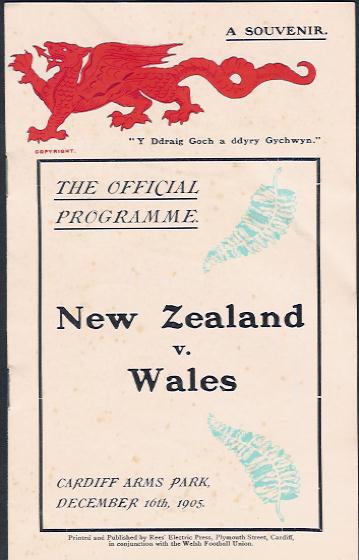 A SOUVENIR.
"Y Ddraig Goch a ddyry Gychwyn."
COPYRIGHT.
THE OFFICIAL
PROGRAMME.
New Zealand
v.
Wales
CARDIFF ARMS PARK,
DECEMBER 16th, 1905.
Printed and Published by Rees' Electric Press, Plymouth Street, Cardiff,
in conjunction with the Welsh Football Union.